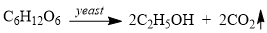 C₆H₁₂O₆ yeast⟶ 2C₂H₅OH + 2CO₂↑